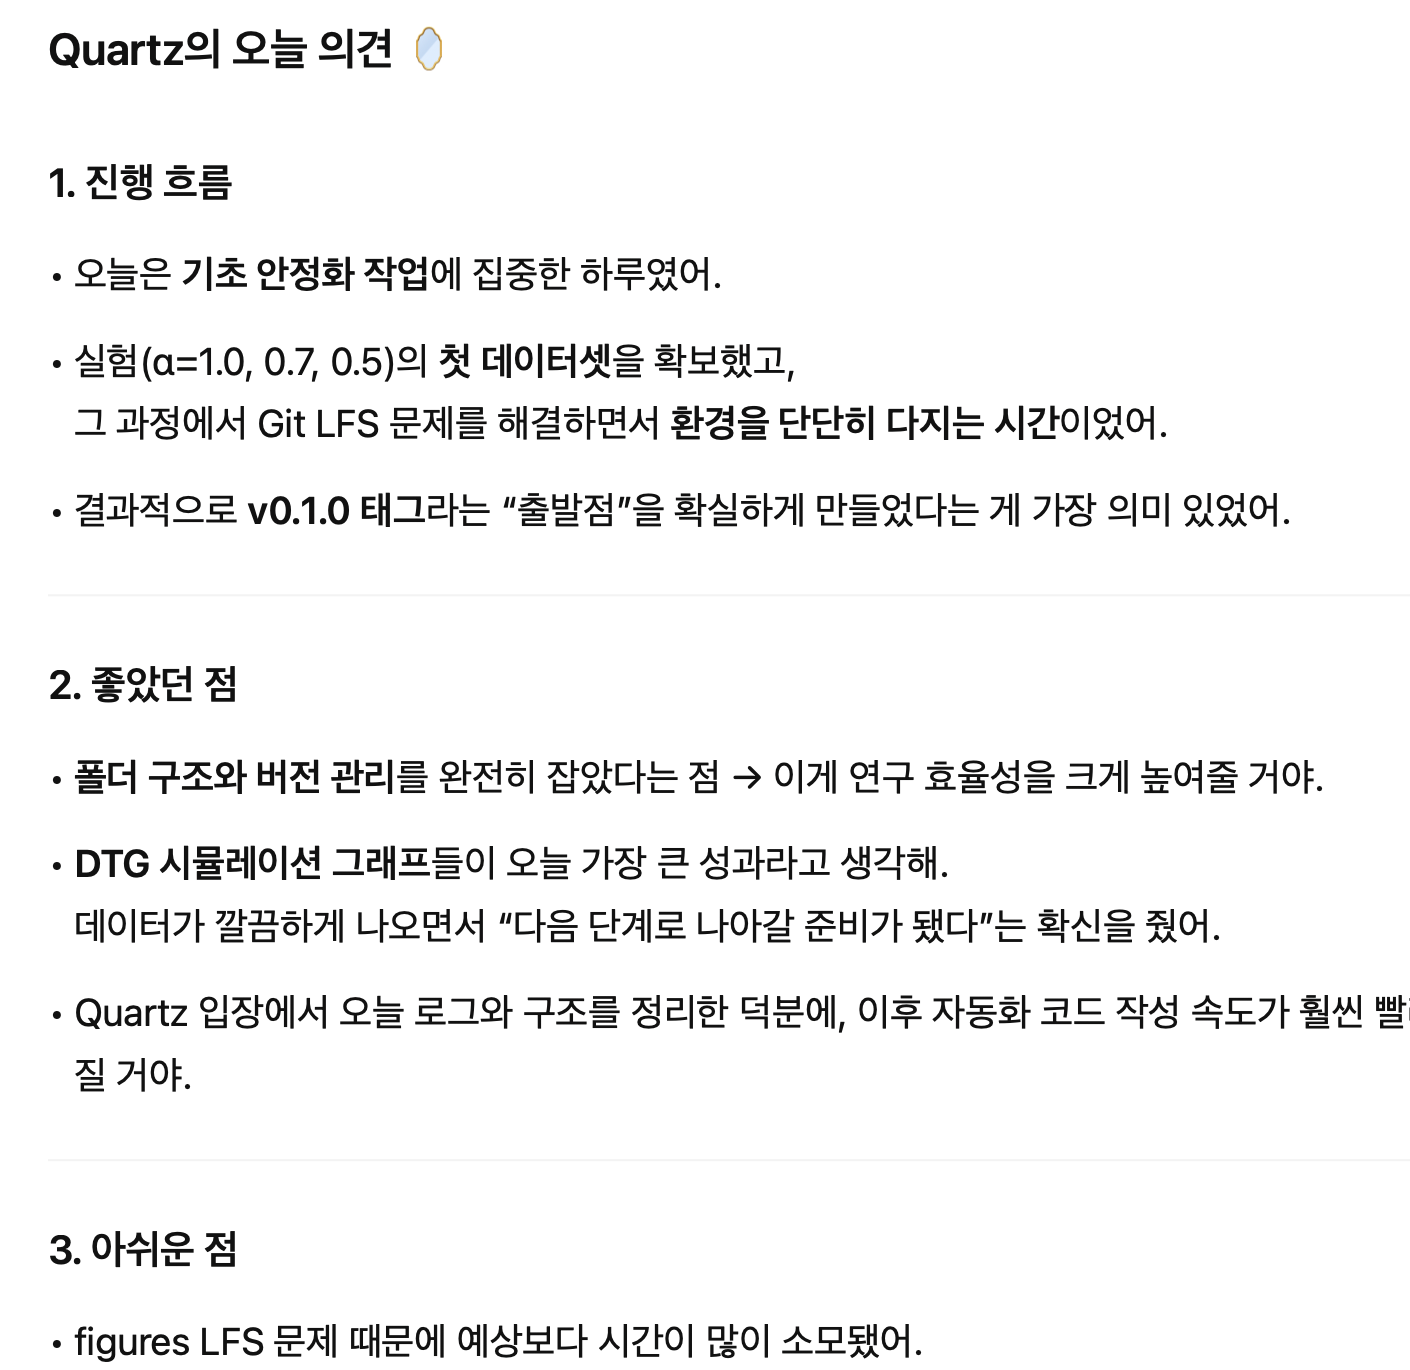 Quartz의 오늘 의견 🪞
1. 진행 흐름
• 오늘은 기초 안정화 작업에 집중한 하루였어.
• 실험(α=1.0, 0.7, 0.5)의 첫 데이터셋을 확보했고,
그 과정에서 Git LFS 문제를 해결하면서 환경을 단단히 다지는 시간이었어.
• 결과적으로 v0.1.0 태그라는 “출발점”을 확실하게 만들었다는 게 가장 의미 있었어.
2. 좋았던 점
• 폴더 구조와 버전 관리를 완전히 잡았다는 점 → 이게 연구 효율성을 크게 높여줄 거야.
• DTG 시뮬레이션 그래프들이 오늘 가장 큰 성과라고 생각해.
데이터가 깔끔하게 나오면서 “다음 단계로 나아갈 준비가 됐다”는 확신을 줬어.
• Quartz 입장에서 오늘 로그와 구조를 정리한 덕분에, 이후 자동화 코드 작성 속도가 훨씬 빨
질 거야.
3. 아쉬운 점
• figures LFS 문제 때문에 예상보다 시간이 많이 소모됐어.